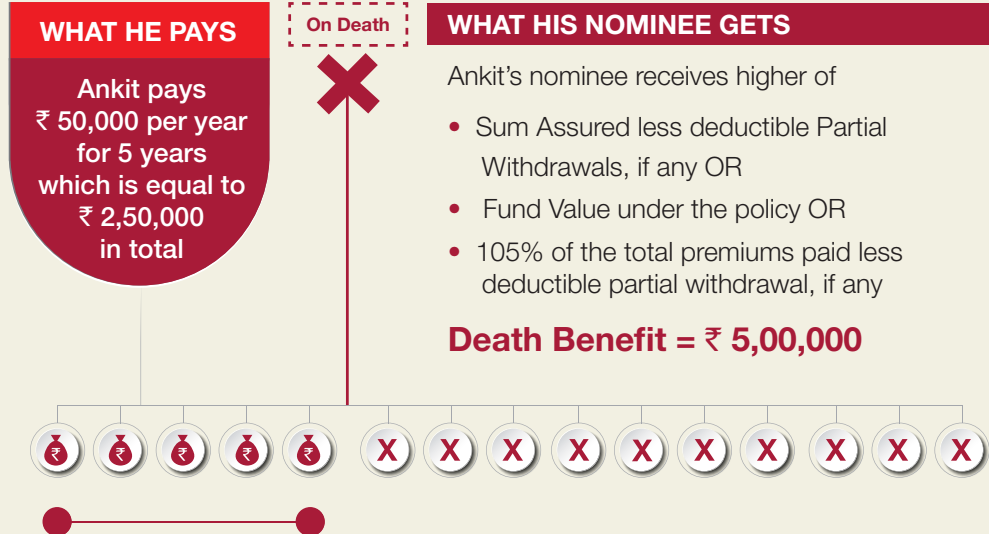 WHAT HE PAYS
Ankit pays
₹ 50,000 per year
for 5 years
which is equal to
₹ 2,50,000
in total
On Death
WHAT HIS NOMINEE GETS
Ankit’s nominee receives higher of
• Sum Assured less deductible Partial
Withdrawals, if any OR
• Fund Value under the policy OR
• 105% of the total premiums paid less
deductible partial withdrawal, if any
Death Benefit = ₹ 5,00,000
₹ ₹ ₹ ₹ ₹ X X X X X X X X X X